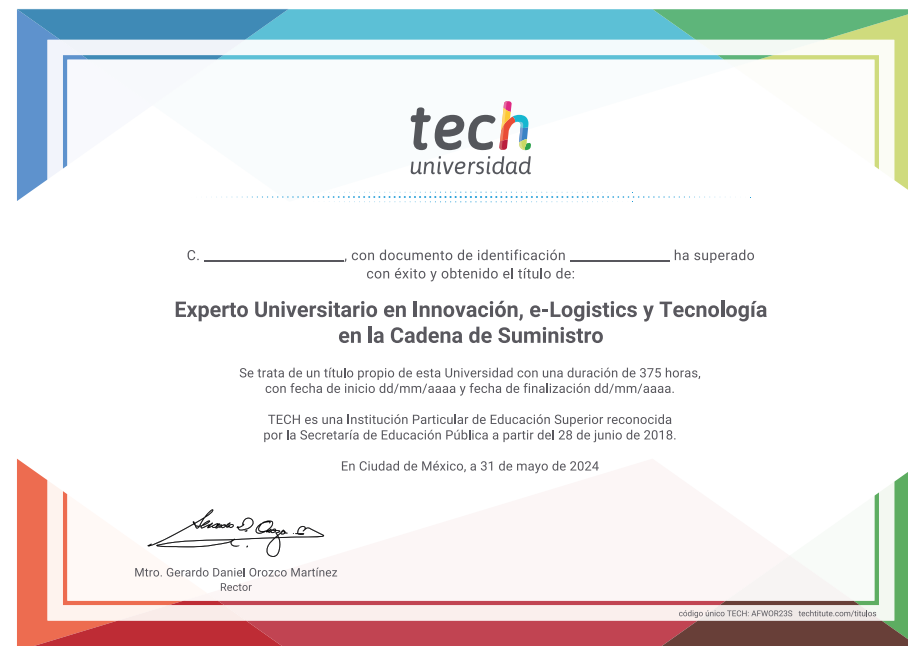 tech
universidad
C. ____________, con documento de identificación ____________ ha superado
con éxito y obtenido el título de:
Experto Universitario en Innovación, e-Logistics y Tecnología
en la Cadena de Suministro
Se trata de un título propio de esta Universidad con una duración de 375 horas,
con fecha de inicio dd/mm/aaaa y fecha de finalización dd/mm/aaaa.
TECH es una Institución Particular de Educación Superior reconocida
por la Secretaría de Educación Pública a partir del 28 de junio de 2018.
En Ciudad de México, a 31 de mayo de 2024
Mtro. Gerardo Daniel Orozco Martínez
Rector
código único TECH: AFWOR23S techtitute.com/titulos